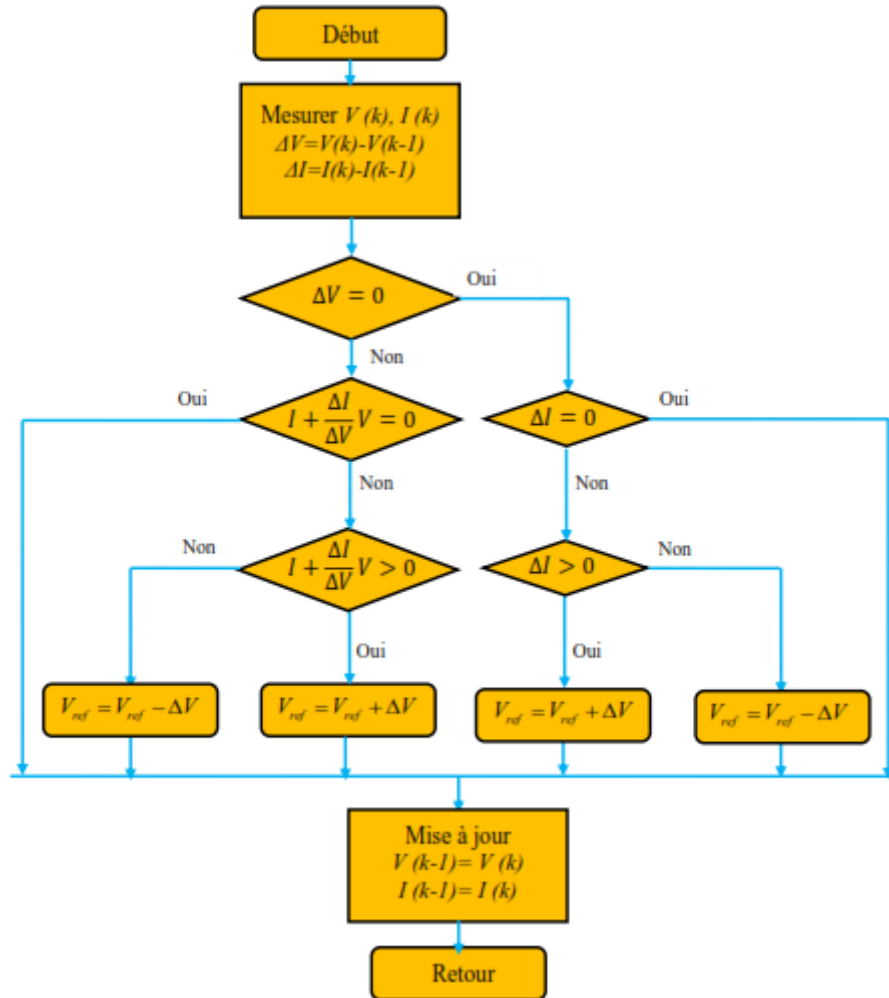 Début
Mesurer V (k), I (k)
ΔV=V(k)-V(k-1)
ΔI=I(k)-I(k-1)
ΔV = 0
Oui
Non
Oui
I + ΔI/ΔV V = 0
ΔI = 0
Oui
Non
Non
Non
I + ΔI/ΔV V > 0
ΔI > 0
Non
Oui
Oui
V_ref = V_ref − ΔV
V_ref = V_ref + ΔV
V_ref = V_ref + ΔV
V_ref = V_ref − ΔV
Mise à jour
V (k-1)= V (k)
I (k-1)= I (k)
Retour